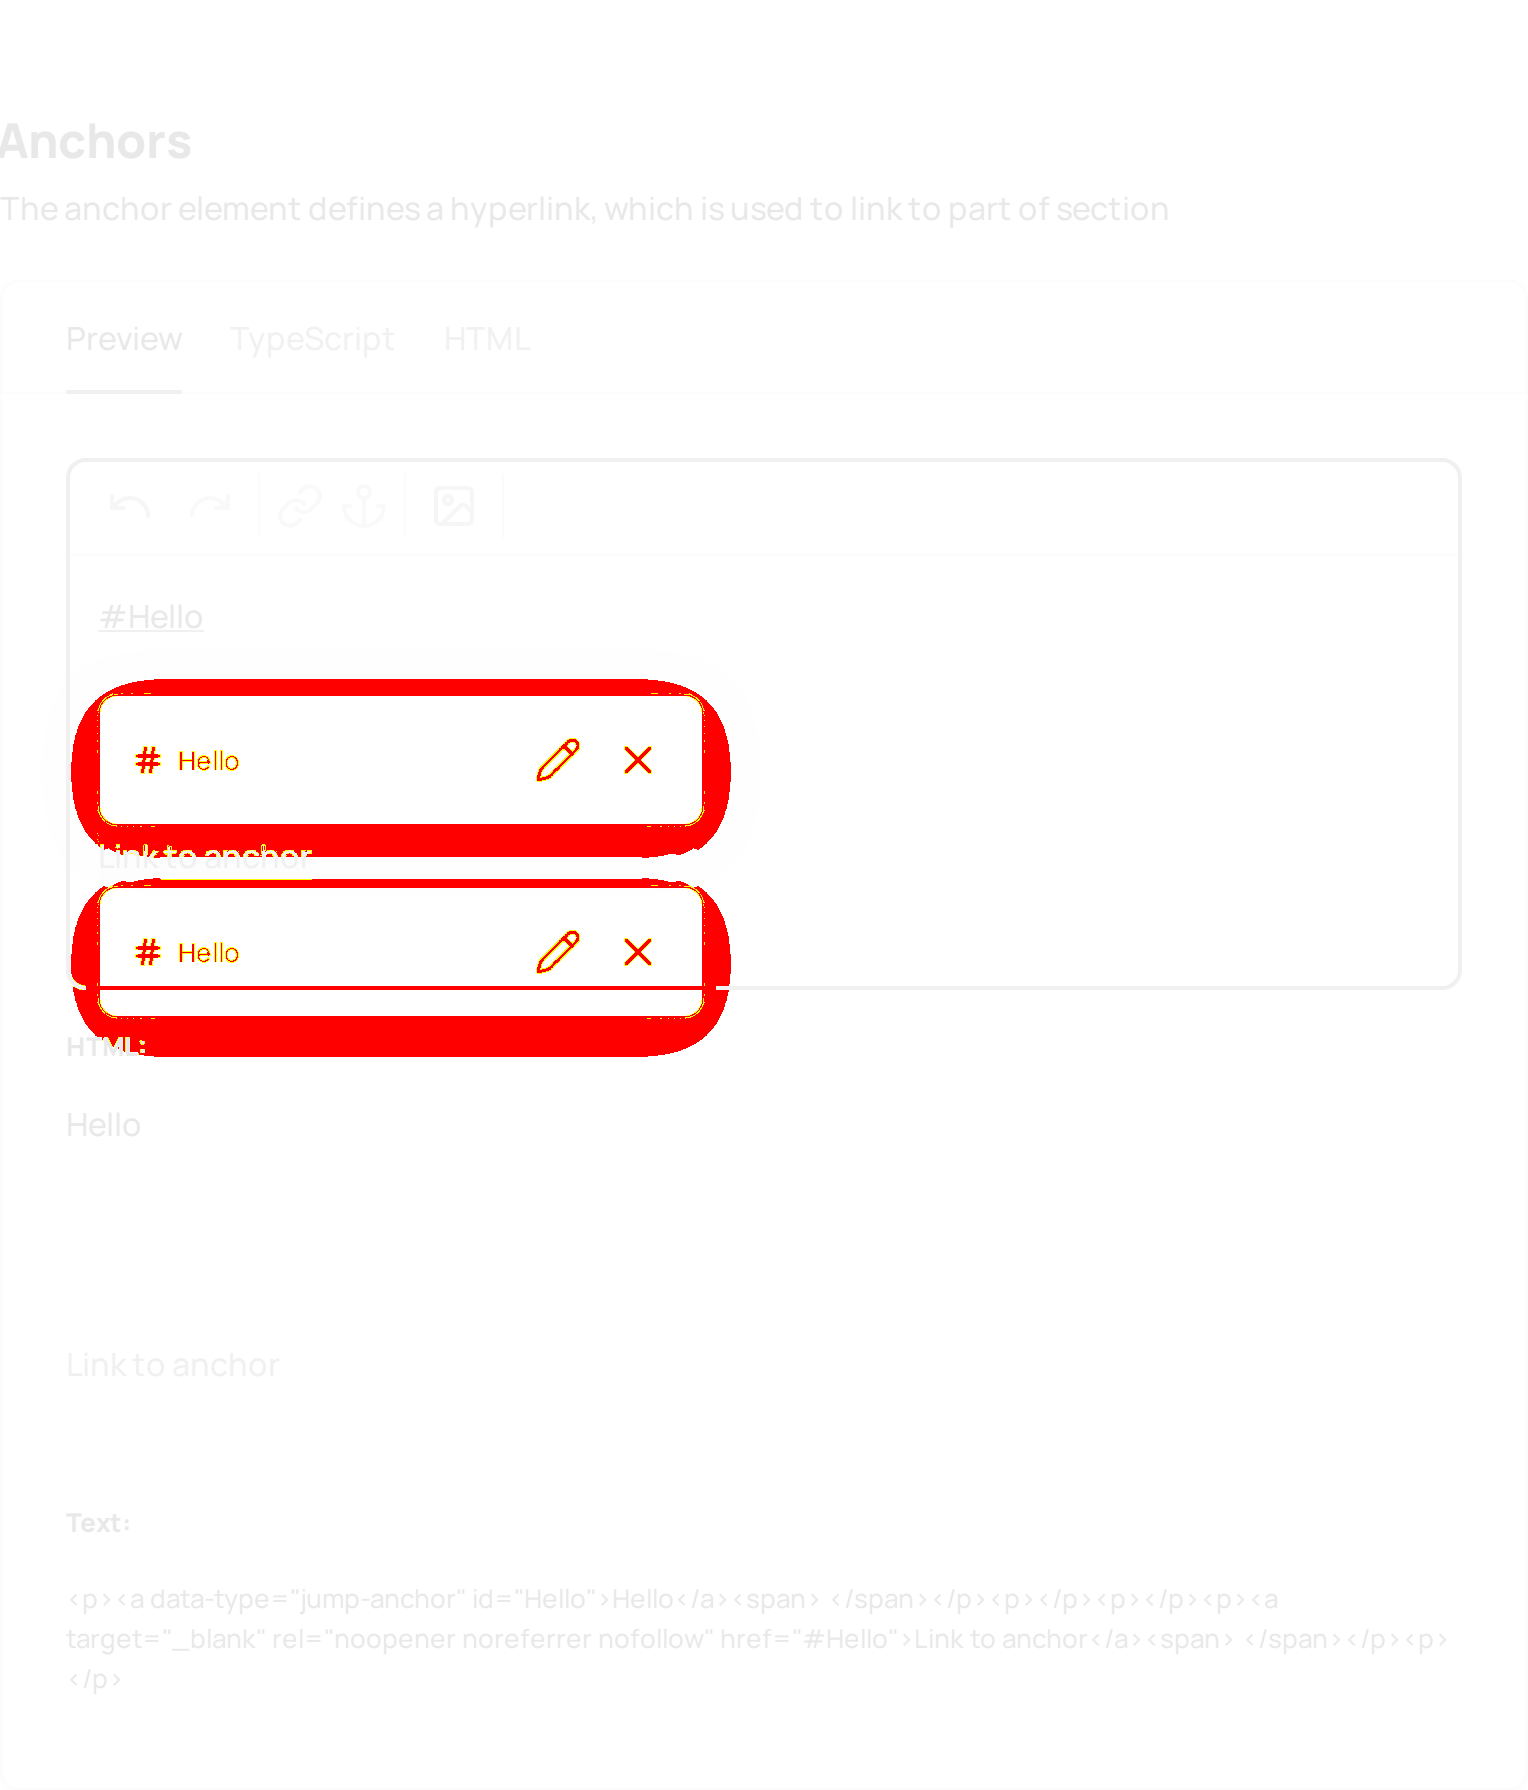 Anchors
The anchor element defines a hyperlink, which is used to link to part of section
Preview TypeScript HTML
#Hello
# Hello
Link to anchor
# Hello
HTML:
Hello
Link to anchor
Text:
<p><a data-type="jump-anchor" id="Hello">Hello</a><span> </span></p><p></p><p></p><p><a
target="_blank" rel="noopener noreferrer nofollow" href="#Hello">Link to anchor</a><span> </span></p><p>
</p>